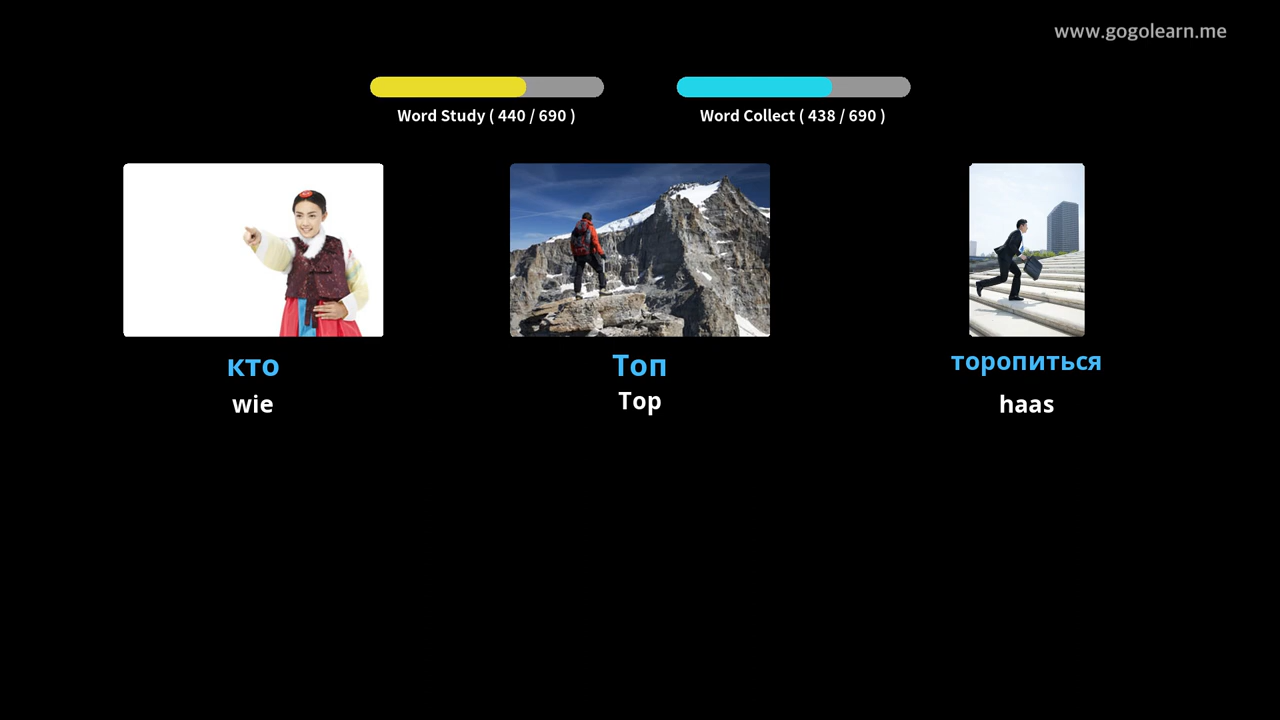 www.gogolearn.me
Word Study ( 440 / 690 )
Word Collect ( 438 / 690 )
кто
wie
Топ
Top
торопиться
haas